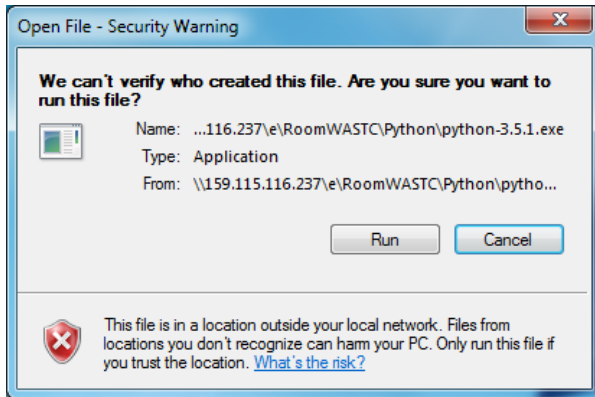 Open File - Security Warning
We can't verify who created this file. Are you sure you want to
run this file?
Name: ...116.237\e\RoomWASTC\Python\python-3.5.1.exe
Type: Application
From: \\159.115.116.237\e\RoomWASTC\Python\pytho...
Run Cancel
This file is in a location outside your local network. Files from
locations you don't recognize can harm your PC. Only run this file if
you trust the location. What's the risk?